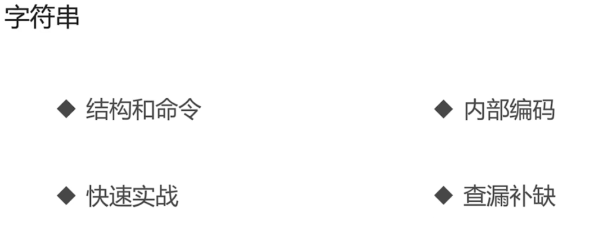 字符串
◆ 结构和命令
◆ 内部编码
◆ 快速实战
◆ 查漏补缺